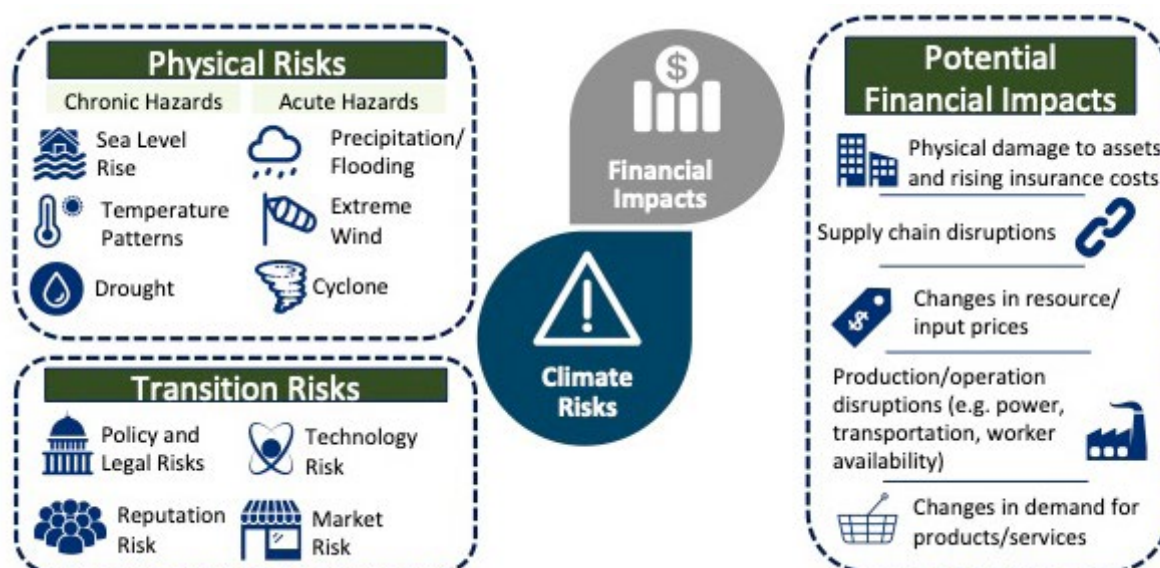 Physical Risks
Chronic Hazards
Acute Hazards
Sea Level
Rise
Precipitation/
Flooding
Temperature
Patterns
Extreme
Wind
Drought
Cyclone
Transition Risks
Policy and
Legal Risks
Technology
Risk
Reputation
Risk
Market
Risk
$
Financial
Impacts
Climate
Risks
Potential
Financial Impacts
Physical damage to assets
and rising insurance costs
Supply chain disruptions
$
Changes in resource/
input prices
Production/operation
disruptions (e.g. power,
transportation, worker
availability)
Changes in demand for
products/services